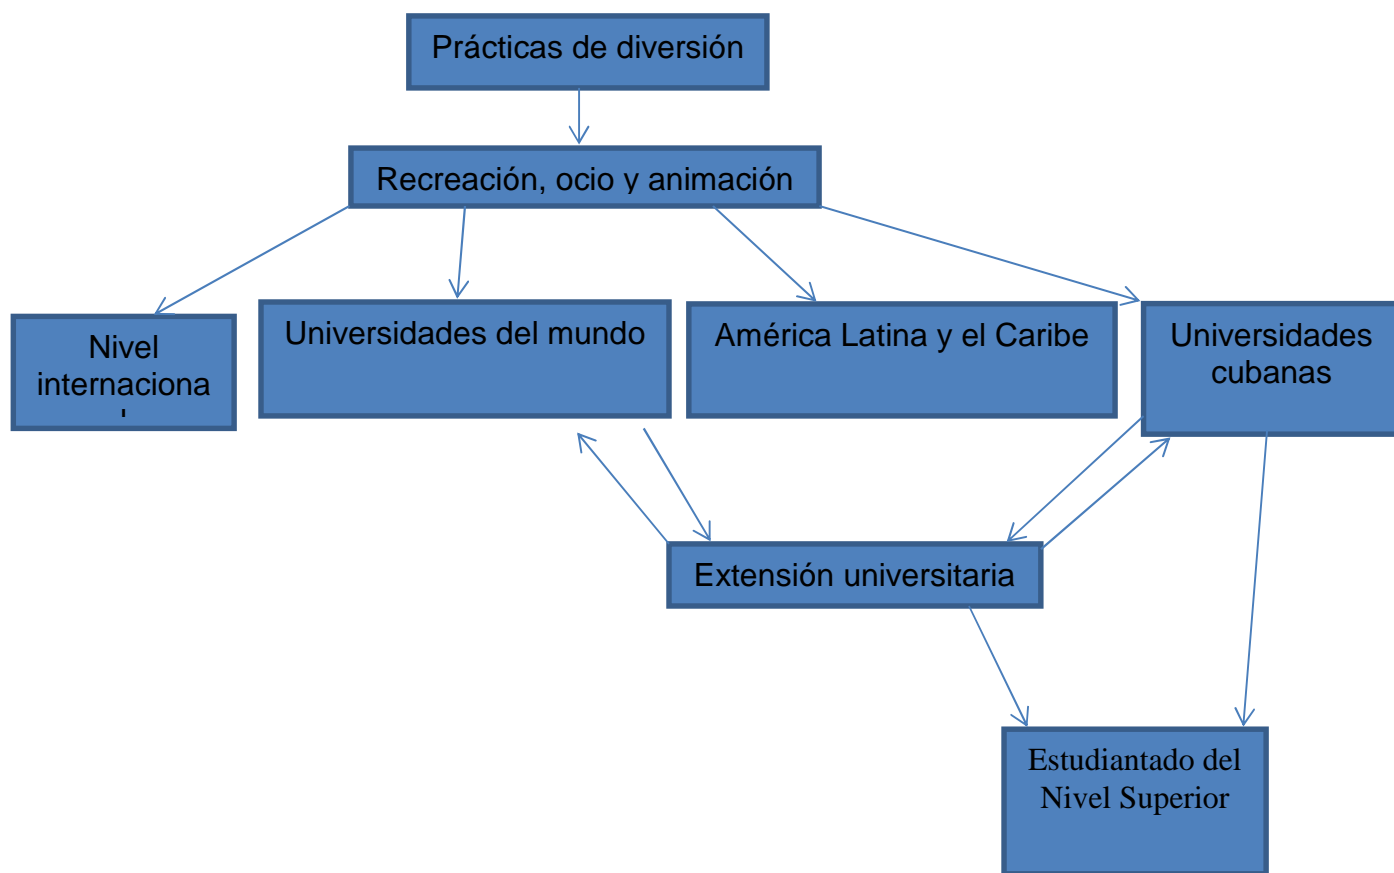 Prácticas de diversión
Recreación, ocio y animación
Nivel
internaciona
l
Universidades del mundo
América Latina y el Caribe
Universidades
cubanas
Extensión universitaria
Estudiantado del
Nivel Superior